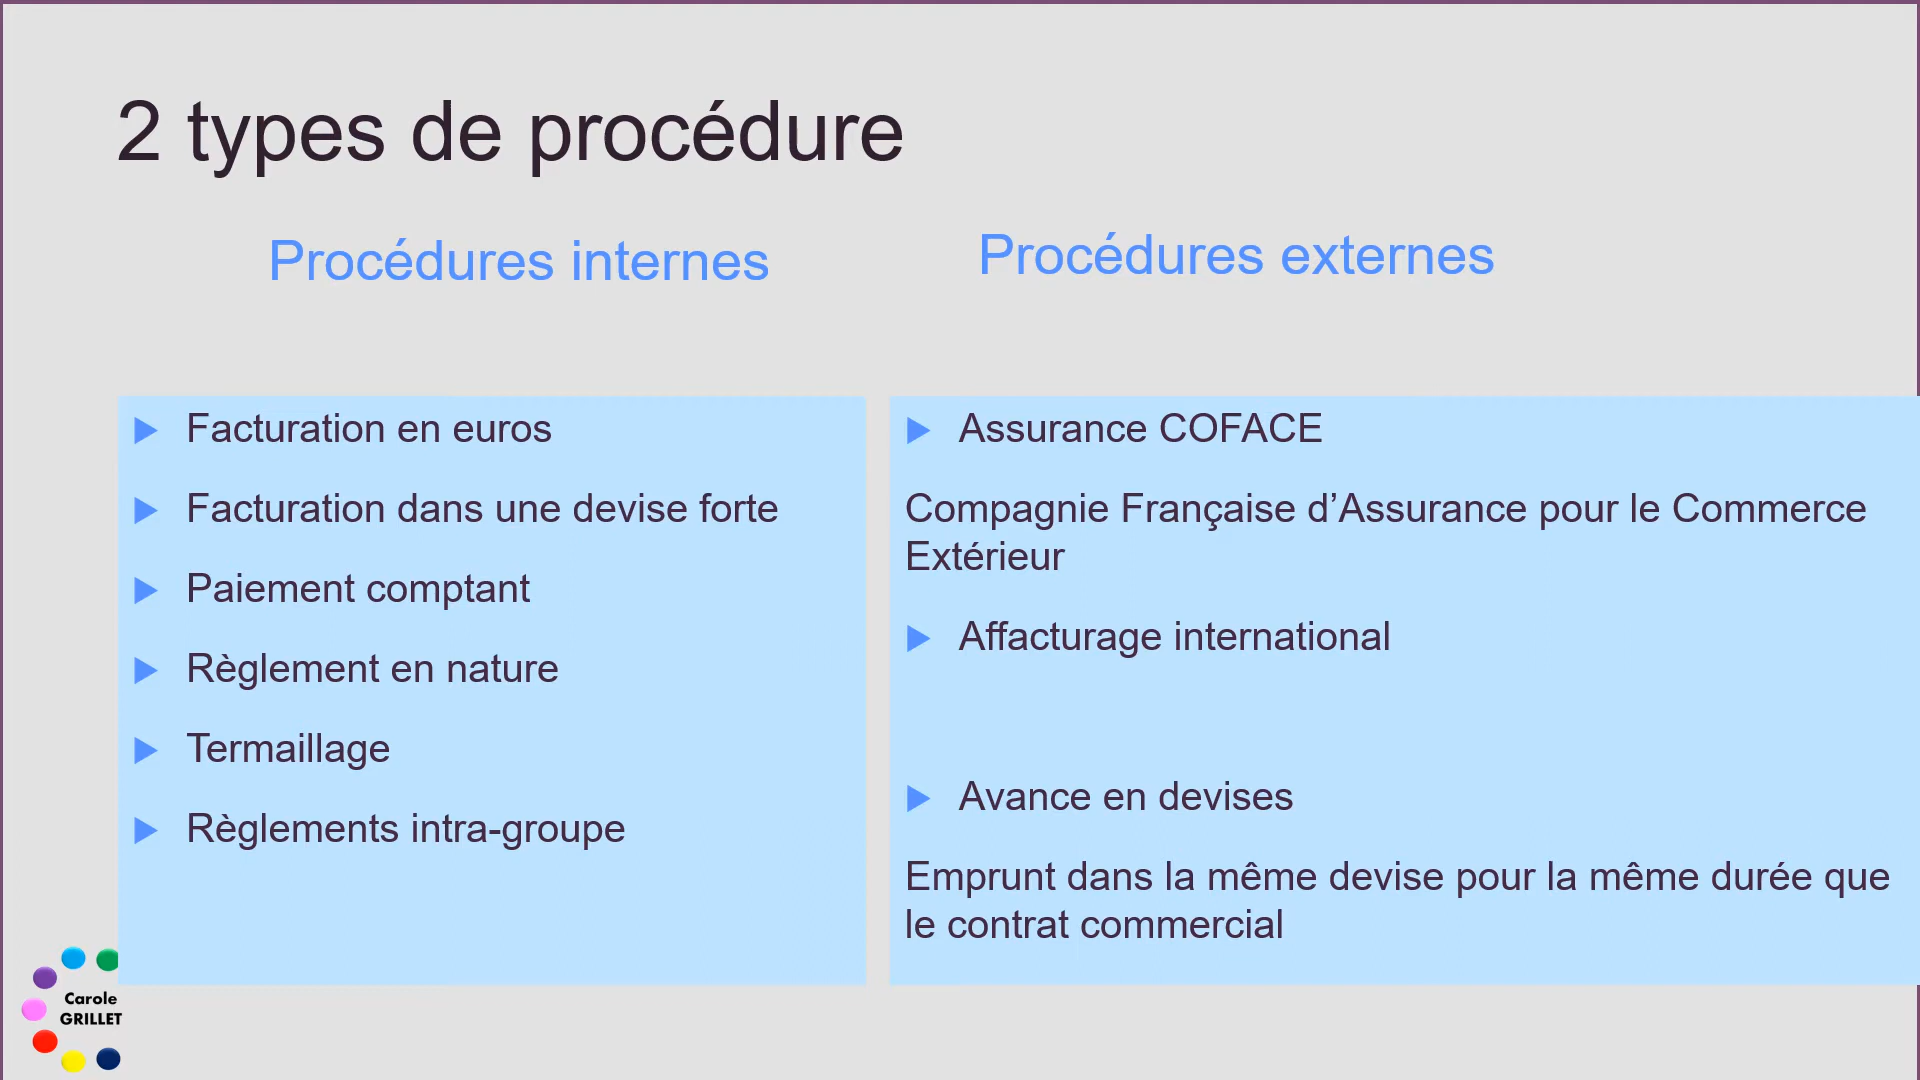 2 types de procédure
Procédures internes
Procédures externes
Facturation en euros
Facturation dans une devise forte
Paiement comptant
Règlement en nature
Termaillage
Règlements intra-groupe
Assurance COFACE
Compagnie Française d’Assurance pour le Commerce
Extérieur
Affacturage international
Avance en devises
Emprunt dans la même devise pour la même durée que
le contrat commercial
Carole
GRILLET